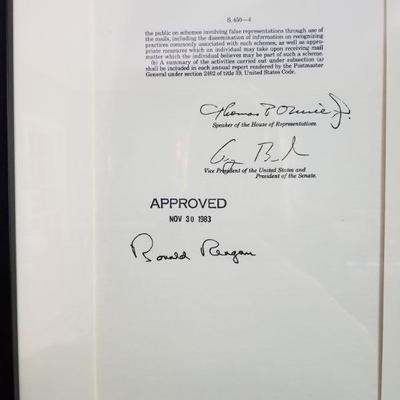 S. 450—4
the public on schemes involving false representations through use of
the mails, including the dissemination of information on recognizing
practices commonly associated with such schemes, as well as appro-
priate measures which an individual may take upon receiving mail
matter which the individual believes may be part of such a scheme.
(b) A summary of the activities carried out under subsection (a)
shall be included in each annual report rendered by the Postmaster
General under section 2402 of title 39, United States Code.
Thomas P O'Neill Jr.
Speaker of the House of Representatives.
Vice President of the United States and
President of the Senate.
APPROVED
NOV 30 1983
Ronald Reagan